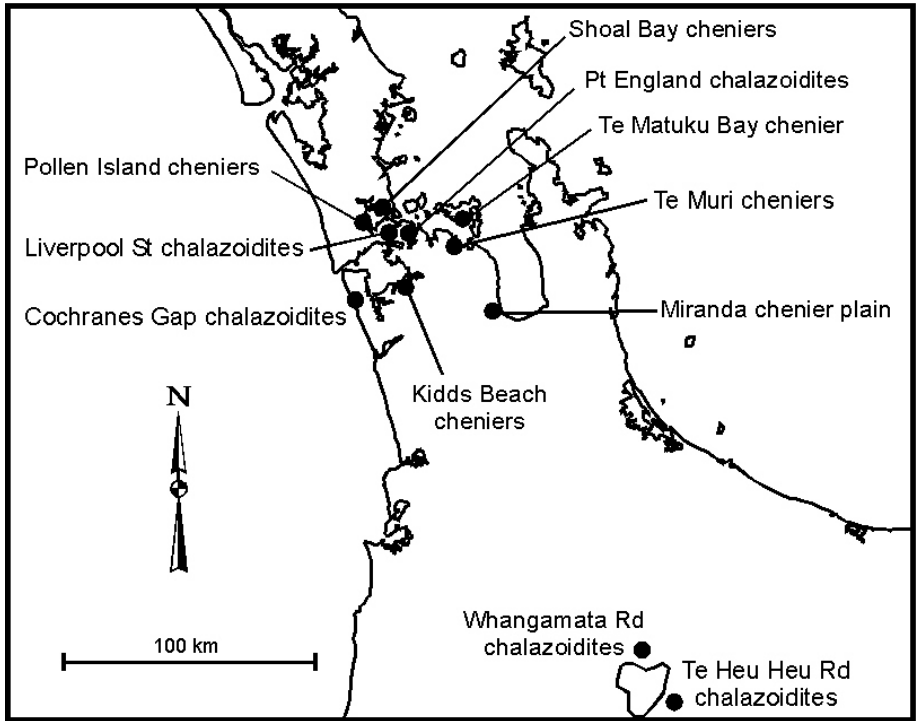 Shoal Bay cheniers
Pt England chalazoidites
Te Matuku Bay chenier
Pollen Island cheniers
Te Muri cheniers
Liverpool St chalazoidites
Cochranes Gap chalazoidites
Miranda chenier plain
Kidds Beach
cheniers
N
100 km
Whangamata Rd
chalazoidites
Te Heu Heu Rd
chalazoidites